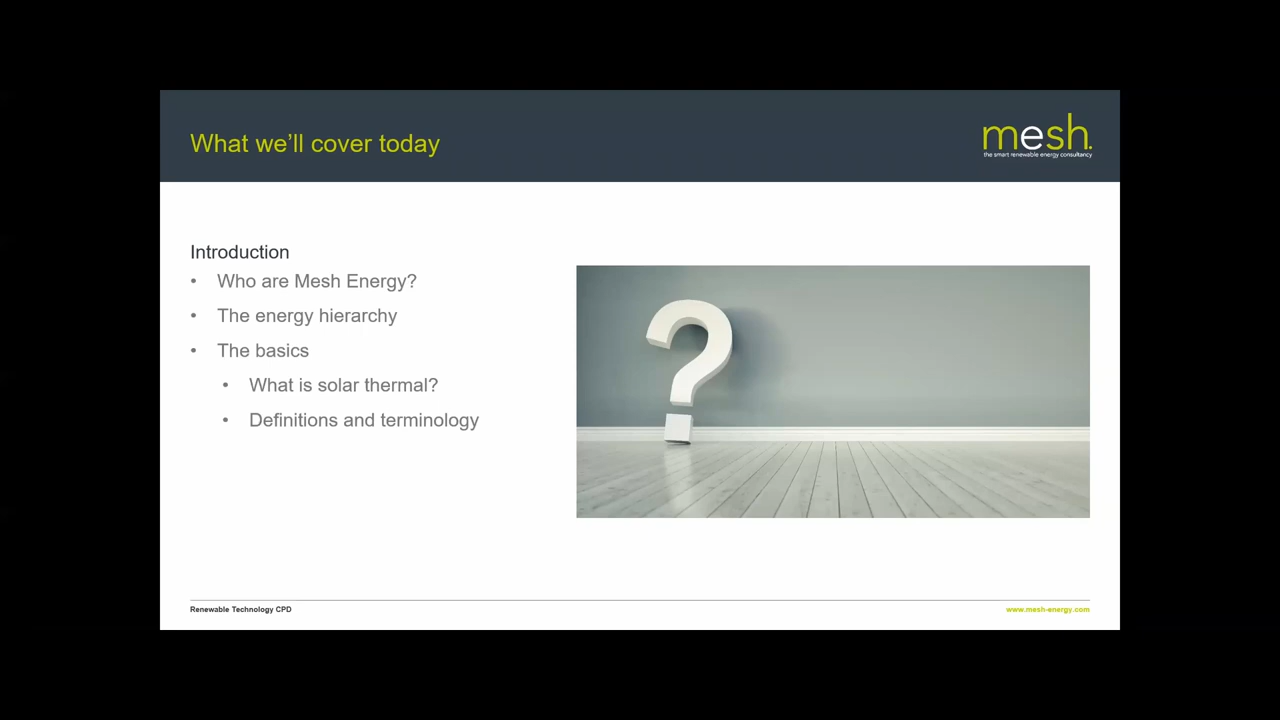 What we'll cover today
mesh.
the smart renewable energy consultancy
Introduction
• Who are Mesh Energy?
• The energy hierarchy
• The basics
• What is solar thermal?
• Definitions and terminology
?
Renewable Technology CPD
www.mesh-energy.com